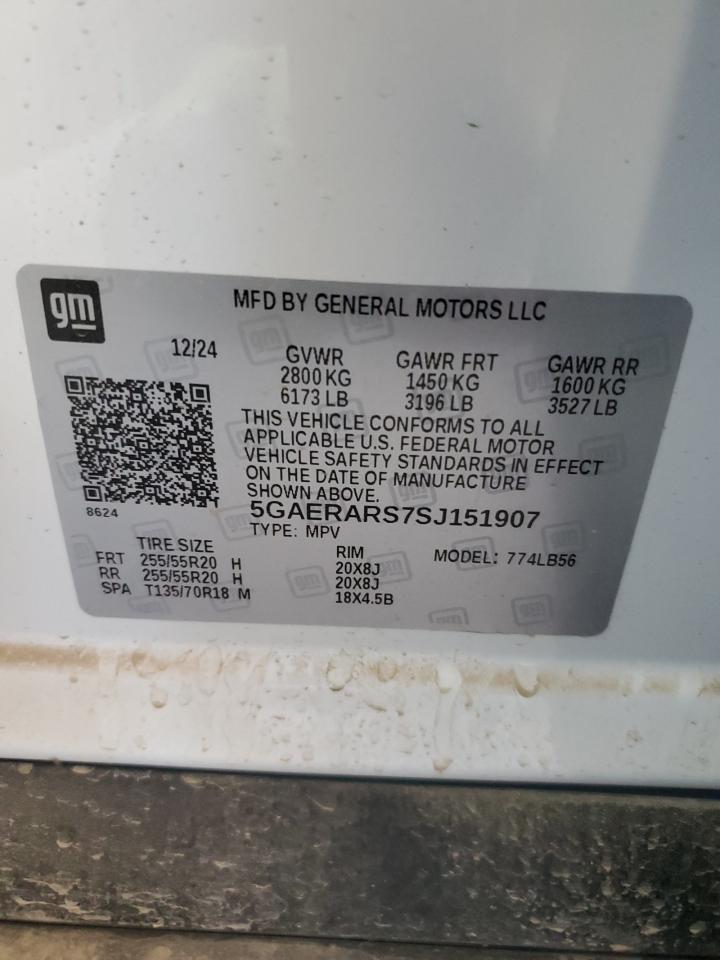 gm
MFD BY GENERAL MOTORS LLC
12/24
GVWR GAWR FRT GAWR RR
2800 KG 1450 KG 1600 KG
6173 LB 3196 LB 3527 LB
THIS VEHICLE CONFORMS TO ALL
APPLICABLE U.S. FEDERAL MOTOR
VEHICLE SAFETY STANDARDS IN EFFECT
ON THE DATE OF MANUFACTURE
SHOWN ABOVE.
8624
5GAERARS7SJ151907
TYPE: MPV
TIRE SIZE RIM MODEL: 774LB56
FRT 255/55R20 H 20X8J
RR 255/55R20 H 20X8J
SPA T135/70R18 M 18X4.5B